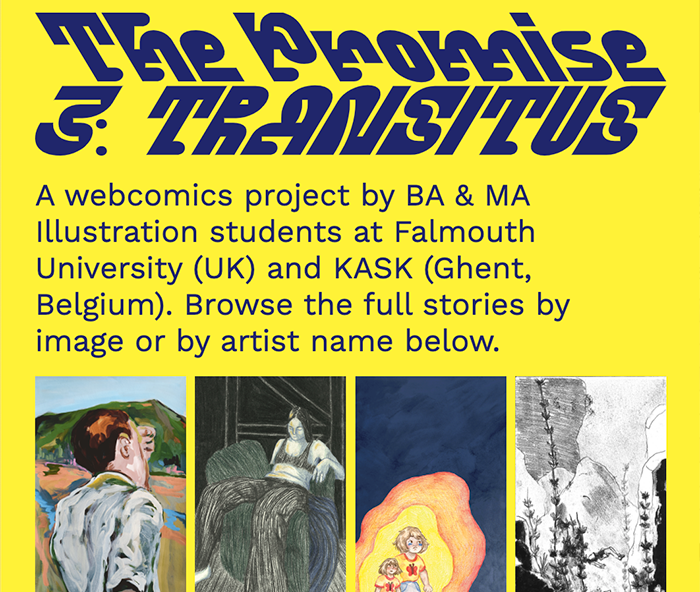 The Promise
& TRANSITUS
A webcomics project by BA & MA
Illustration students at Falmouth
University (UK) and KASK (Ghent,
Belgium). Browse the full stories by
image or by artist name below.